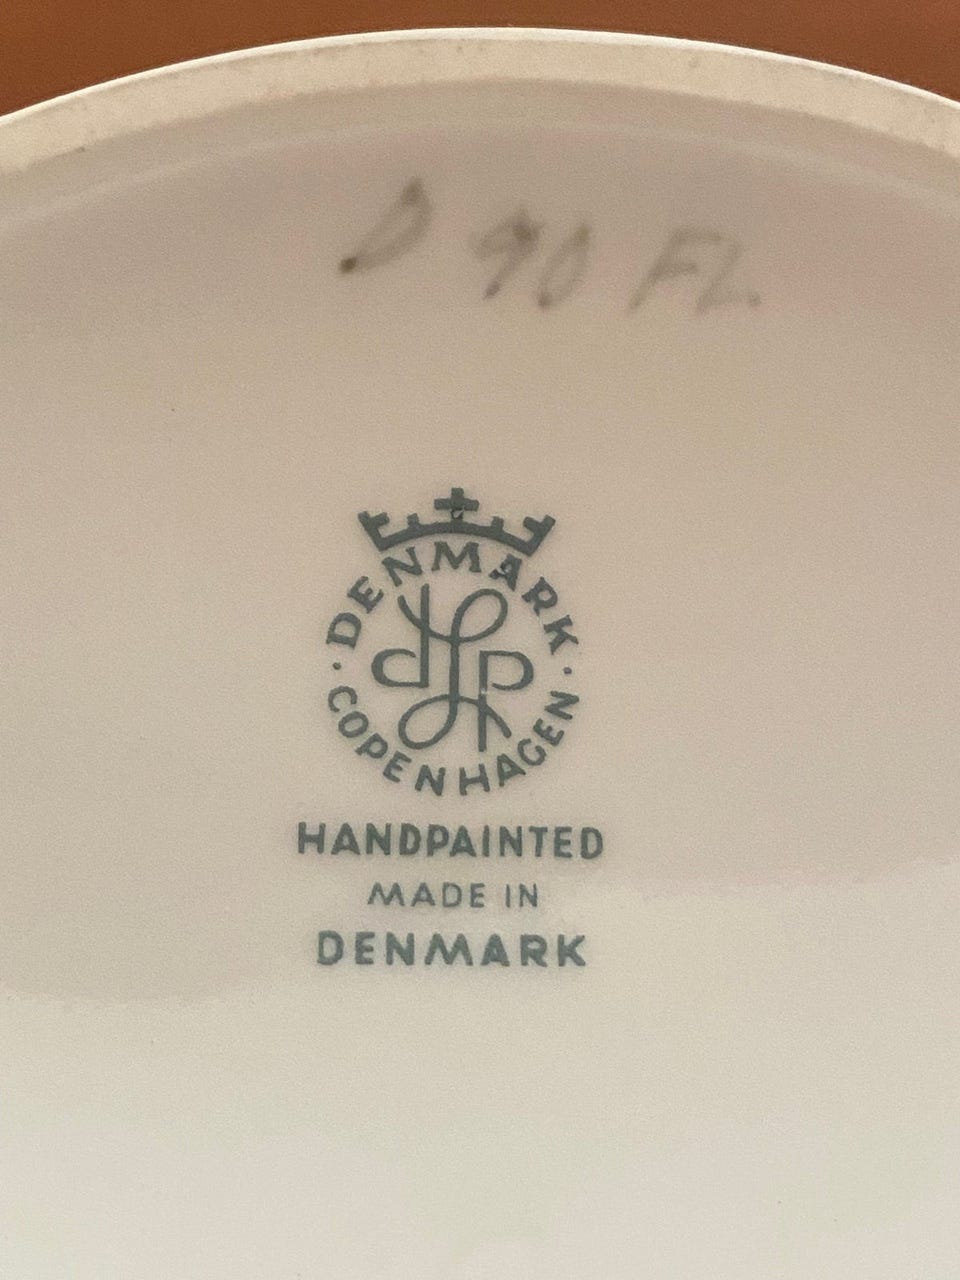 D 90 FL
DENMARK
COPENHAGEN
HANDPAINTED
MADE IN
DENMARK